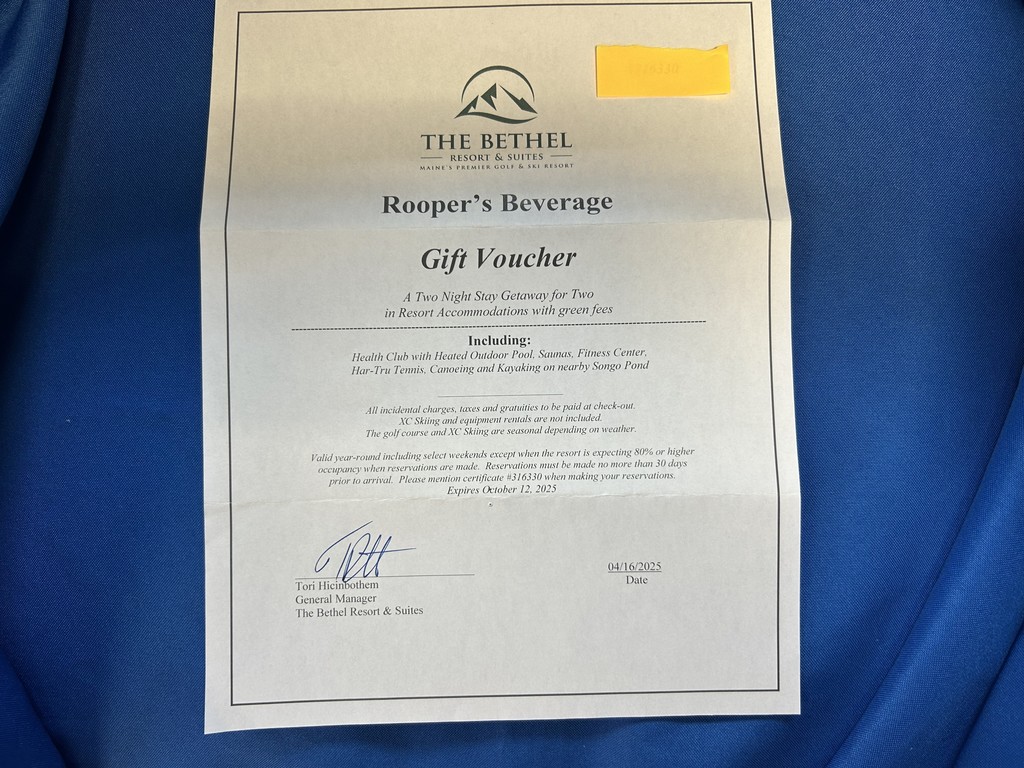 THE BETHEL
RESORT & SUITES
MAINE'S PREMIER GOLF & SKI RESORT
Rooper's Beverage
Gift Voucher
A Two Night Stay Getaway for Two
in Resort Accommodations with green fees
Including:
Health Club with Heated Outdoor Pool, Saunas, Fitness Center,
Har-Tru Tennis, Canoeing and Kayaking on nearby Songo Pond
All incidental charges, taxes and gratuities to be paid at check-out.
XC Skiing and equipment rentals are not included.
The golf course and XC Skiing are seasonal depending on weather.
Valid year-round including select weekends except when the resort is expecting 80% or higher
occupancy when reservations are made. Reservations must be made no more than 30 days
prior to arrival. Please mention certificate #316330 when making your reservations.
Expires October 12, 2025
Tori Hicinbothem
General Manager
The Bethel Resort & Suites
04/16/2025
Date